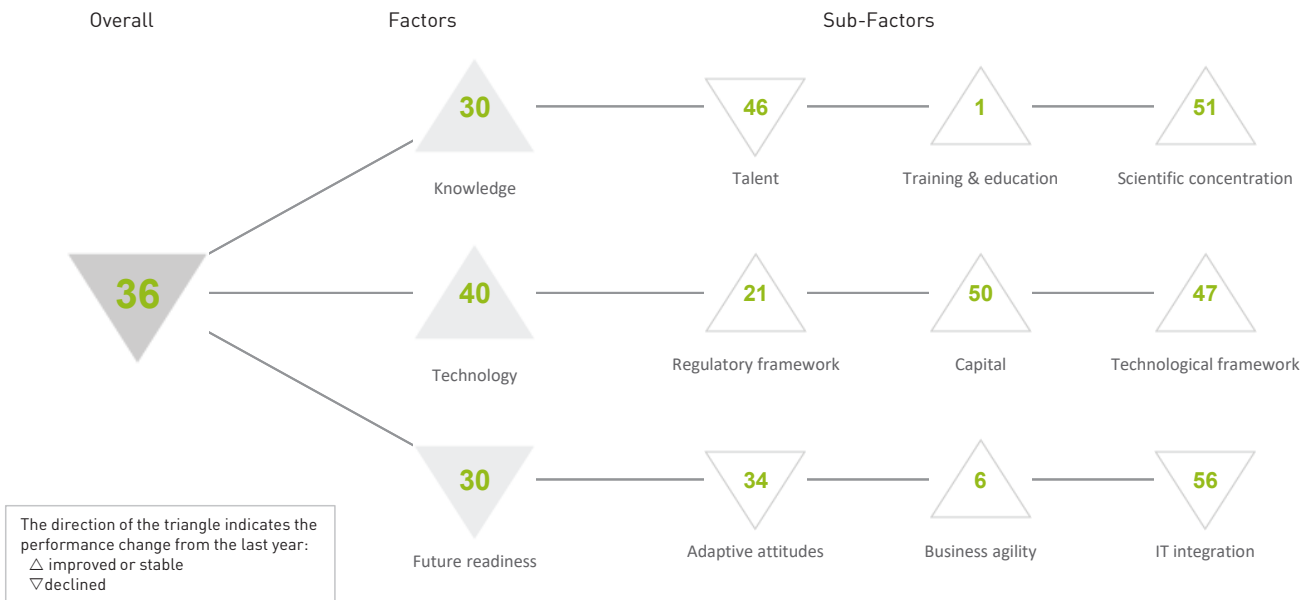 Overall
Factors
Sub-Factors
30
46
1
51
Knowledge
Talent
Training & education
Scientific concentration
36
40
21
50
47
Technology
Regulatory framework
Capital
Technological framework
30
34
6
56
Future readiness
Adaptive attitudes
Business agility
IT integration
The direction of the triangle indicates the
performance change from the last year:
△ improved or stable
▽declined